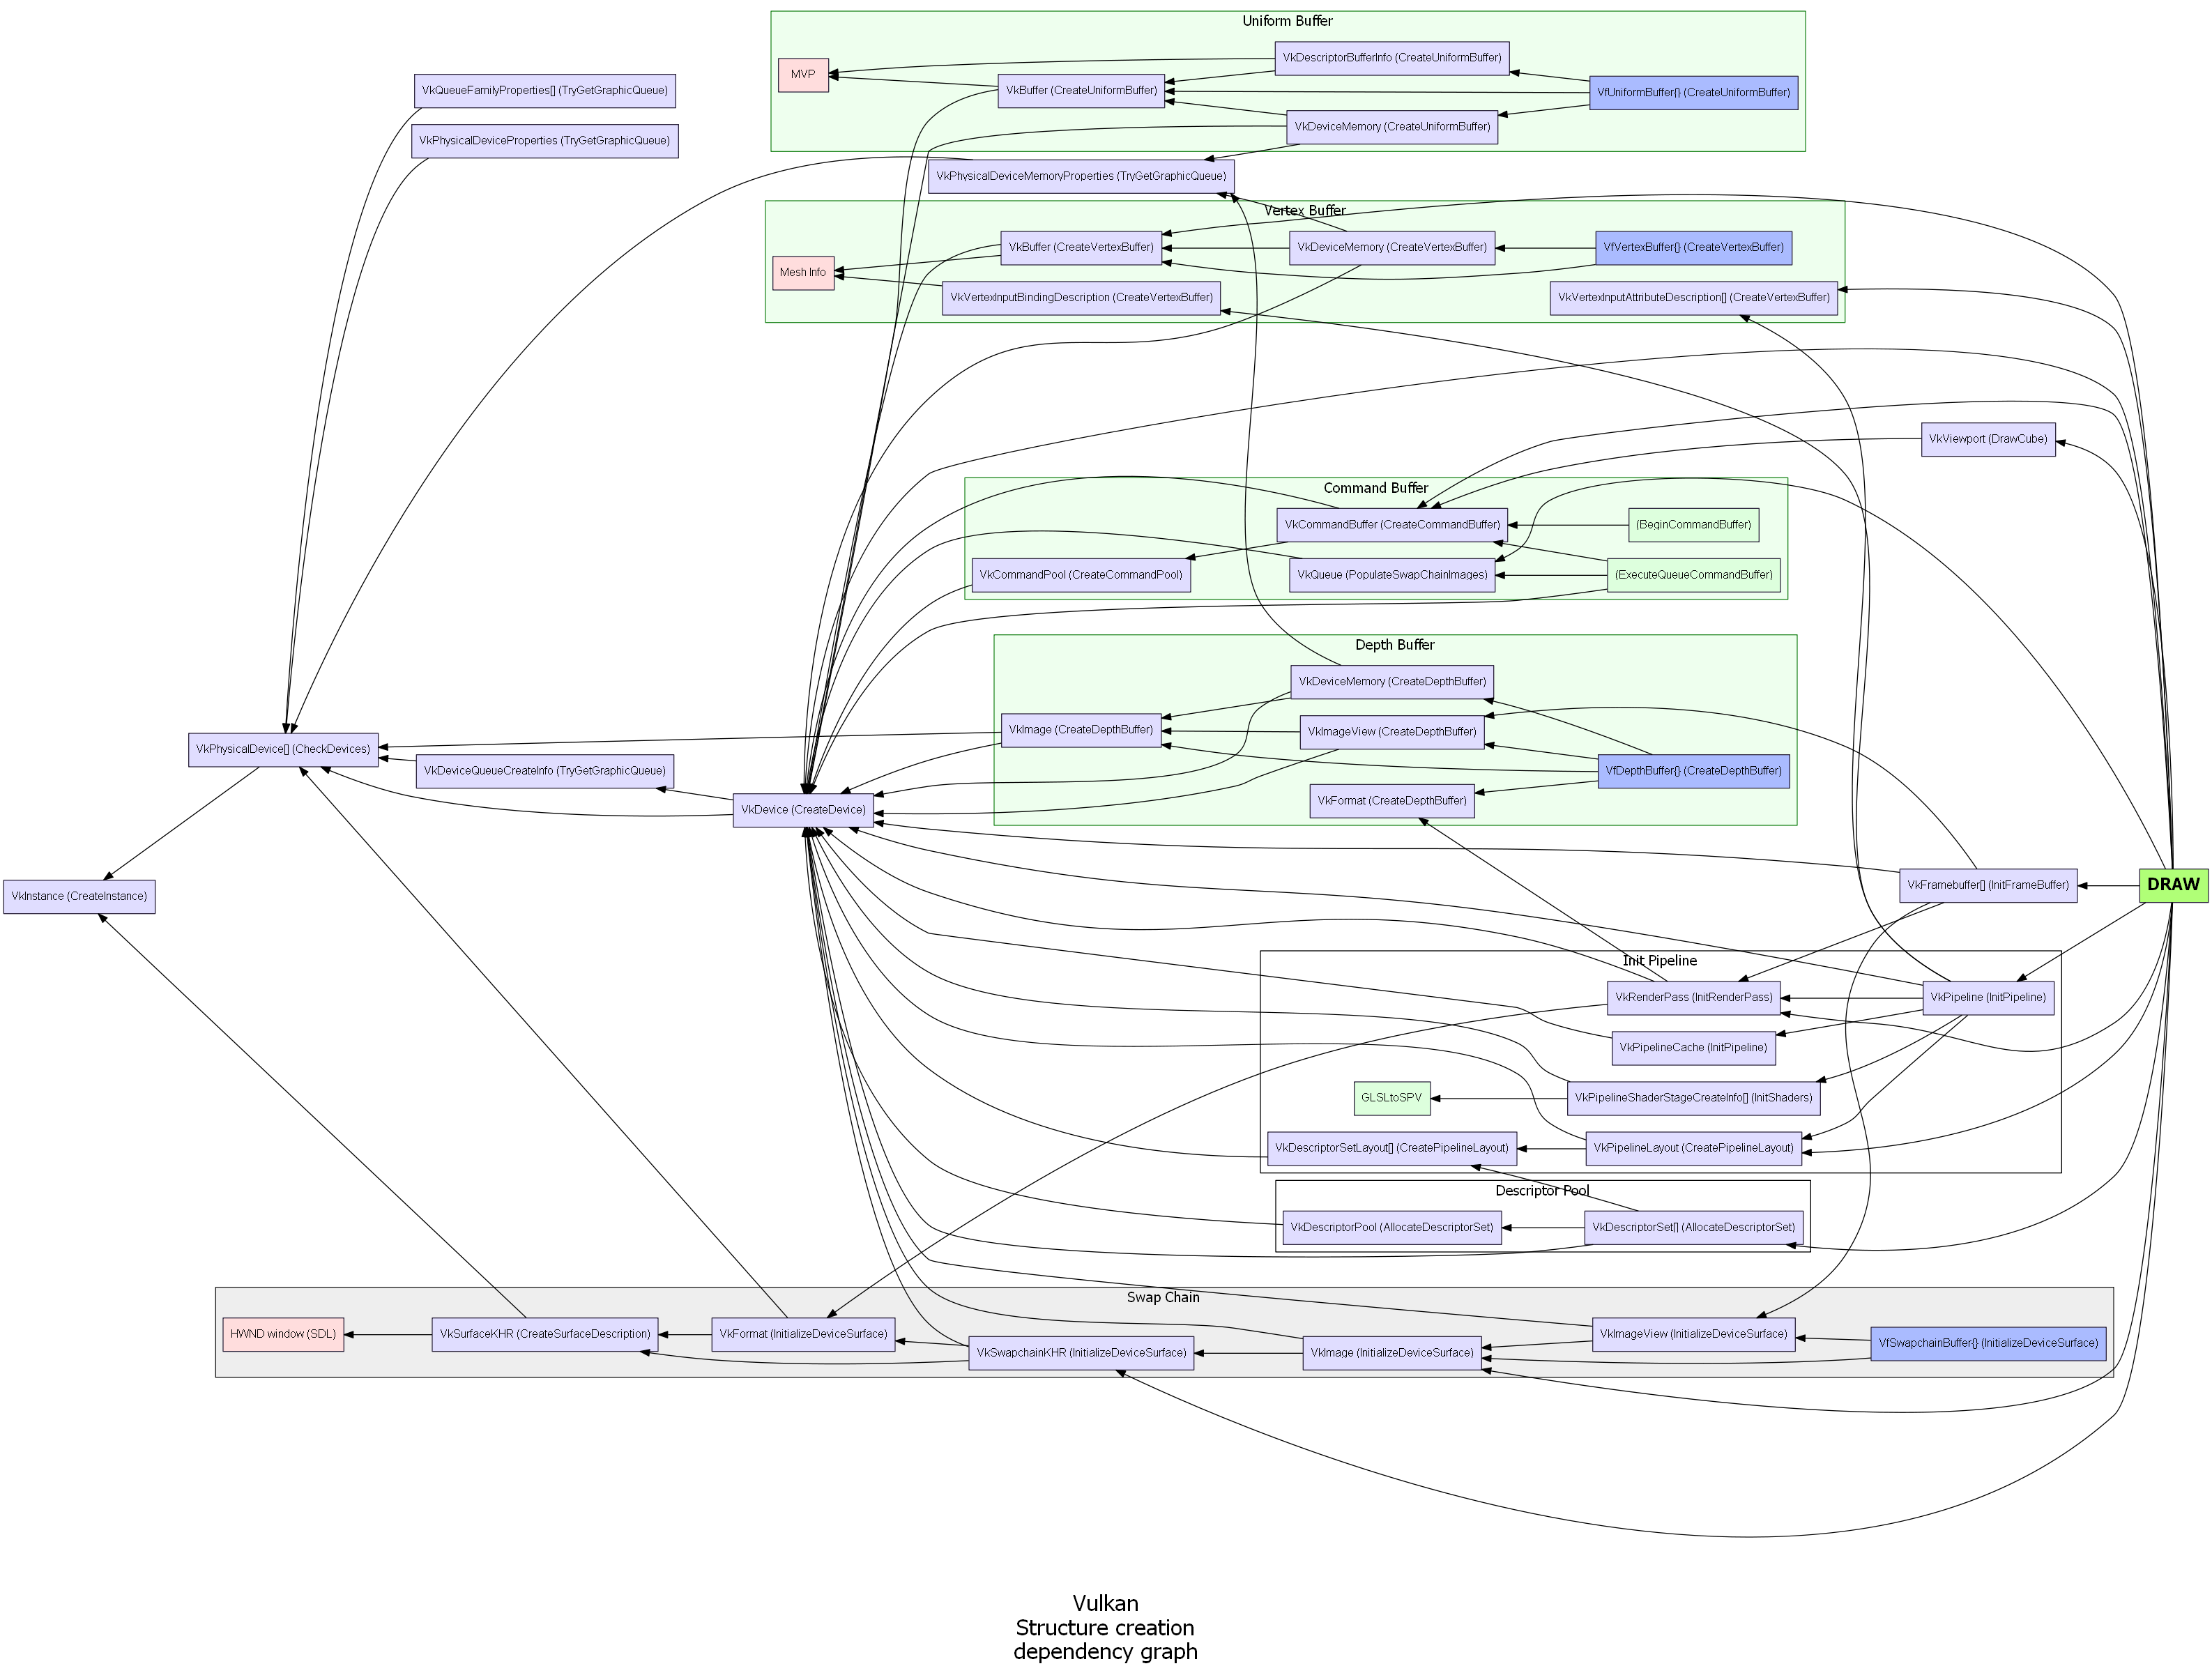 Uniform Buffer
VkDescriptorBufferInfo (CreateUniformBuffer)
MVP
VkBuffer (CreateUniformBuffer)
VfUniformBuffer{} (CreateUniformBuffer)
VkDeviceMemory (CreateUniformBuffer)
VkQueueFamilyProperties[] (TryGetGraphicQueue)
VkPhysicalDeviceProperties (TryGetGraphicQueue)
VkPhysicalDeviceMemoryProperties (TryGetGraphicQueue)
Vertex Buffer
VkBuffer (CreateVertexBuffer)
VkDeviceMemory (CreateVertexBuffer)
VfVertexBuffer{} (CreateVertexBuffer)
Mesh Info
VkVertexInputBindingDescription (CreateVertexBuffer)
VkVertexInputAttributeDescription[] (CreateVertexBuffer)
VkViewport (DrawCube)
Command Buffer
VkCommandBuffer (CreateCommandBuffer)
(BeginCommandBuffer)
VkCommandPool (CreateCommandPool)
VkQueue (PopulateSwapChainImages)
(ExecuteQueueCommandBuffer)
Depth Buffer
VkDeviceMemory (CreateDepthBuffer)
VkImage (CreateDepthBuffer)
VkImageView (CreateDepthBuffer)
VfDepthBuffer{} (CreateDepthBuffer)
VkFormat (CreateDepthBuffer)
VkPhysicalDevice[] (CheckDevices)
VkDeviceQueueCreateInfo (TryGetGraphicQueue)
VkDevice (CreateDevice)
VkInstance (CreateInstance)
VkFramebuffer[] (InitFrameBuffer)
DRAW
Init Pipeline
VkRenderPass (InitRenderPass)
VkPipeline (InitPipeline)
VkPipelineCache (InitPipeline)
GLSLtoSPV
VkPipelineShaderStageCreateInfo[] (InitShaders)
VkDescriptorSetLayout[] (CreatePipelineLayout)
VkPipelineLayout (CreatePipelineLayout)
Descriptor Pool
VkDescriptorPool (AllocateDescriptorSet)
VkDescriptorSet[] (AllocateDescriptorSet)
Swap Chain
HWND window (SDL)
VkSurfaceKHR (CreateSurfaceDescription)
VkFormat (InitializeDeviceSurface)
VkSwapchainKHR (InitializeDeviceSurface)
VkImage (InitializeDeviceSurface)
VkImageView (InitializeDeviceSurface)
VfSwapchainBuffer{} (InitializeDeviceSurface)
Vulkan
Structure creation
dependency graph